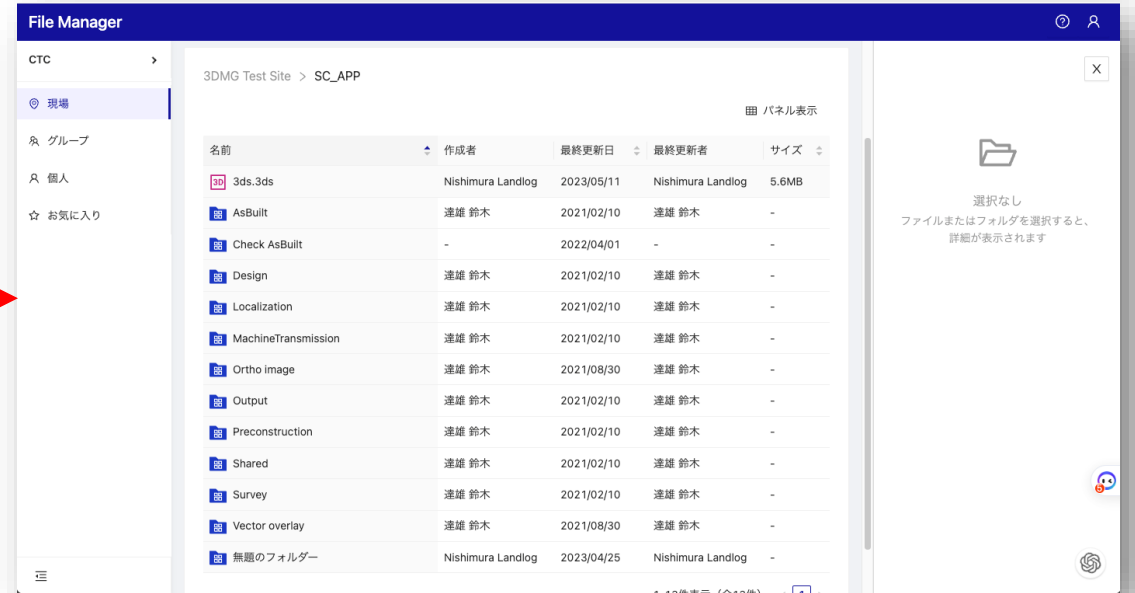 File Manager
CTC
現場
グループ
個人
お気に入り
3DMG Test Site > SC_APP
パネル表示
名前 作成者 最終更新日 最終更新者 サイズ
3D 3ds.3ds Nishimura Landlog 2023/05/11 Nishimura Landlog 5.6MB
AsBuilt 達雄 鈴木 2021/02/10 達雄 鈴木 -
Check AsBuilt - 2022/04/01 - -
Design 達雄 鈴木 2021/02/10 達雄 鈴木 -
Localization 達雄 鈴木 2021/02/10 達雄 鈴木 -
MachineTransmission 達雄 鈴木 2021/02/10 達雄 鈴木 -
Ortho image 達雄 鈴木 2021/08/30 達雄 鈴木 -
Output 達雄 鈴木 2021/02/10 達雄 鈴木 -
Preconstruction 達雄 鈴木 2021/02/10 達雄 鈴木 -
Shared 達雄 鈴木 2021/02/10 達雄 鈴木 -
Survey 達雄 鈴木 2021/02/10 達雄 鈴木 -
Vector overlay 達雄 鈴木 2021/08/30 達雄 鈴木 -
無題のフォルダー Nishimura Landlog 2023/04/25 Nishimura Landlog -
X
選択なし
ファイルまたはフォルダを選択すると、
詳細が表示されます
5